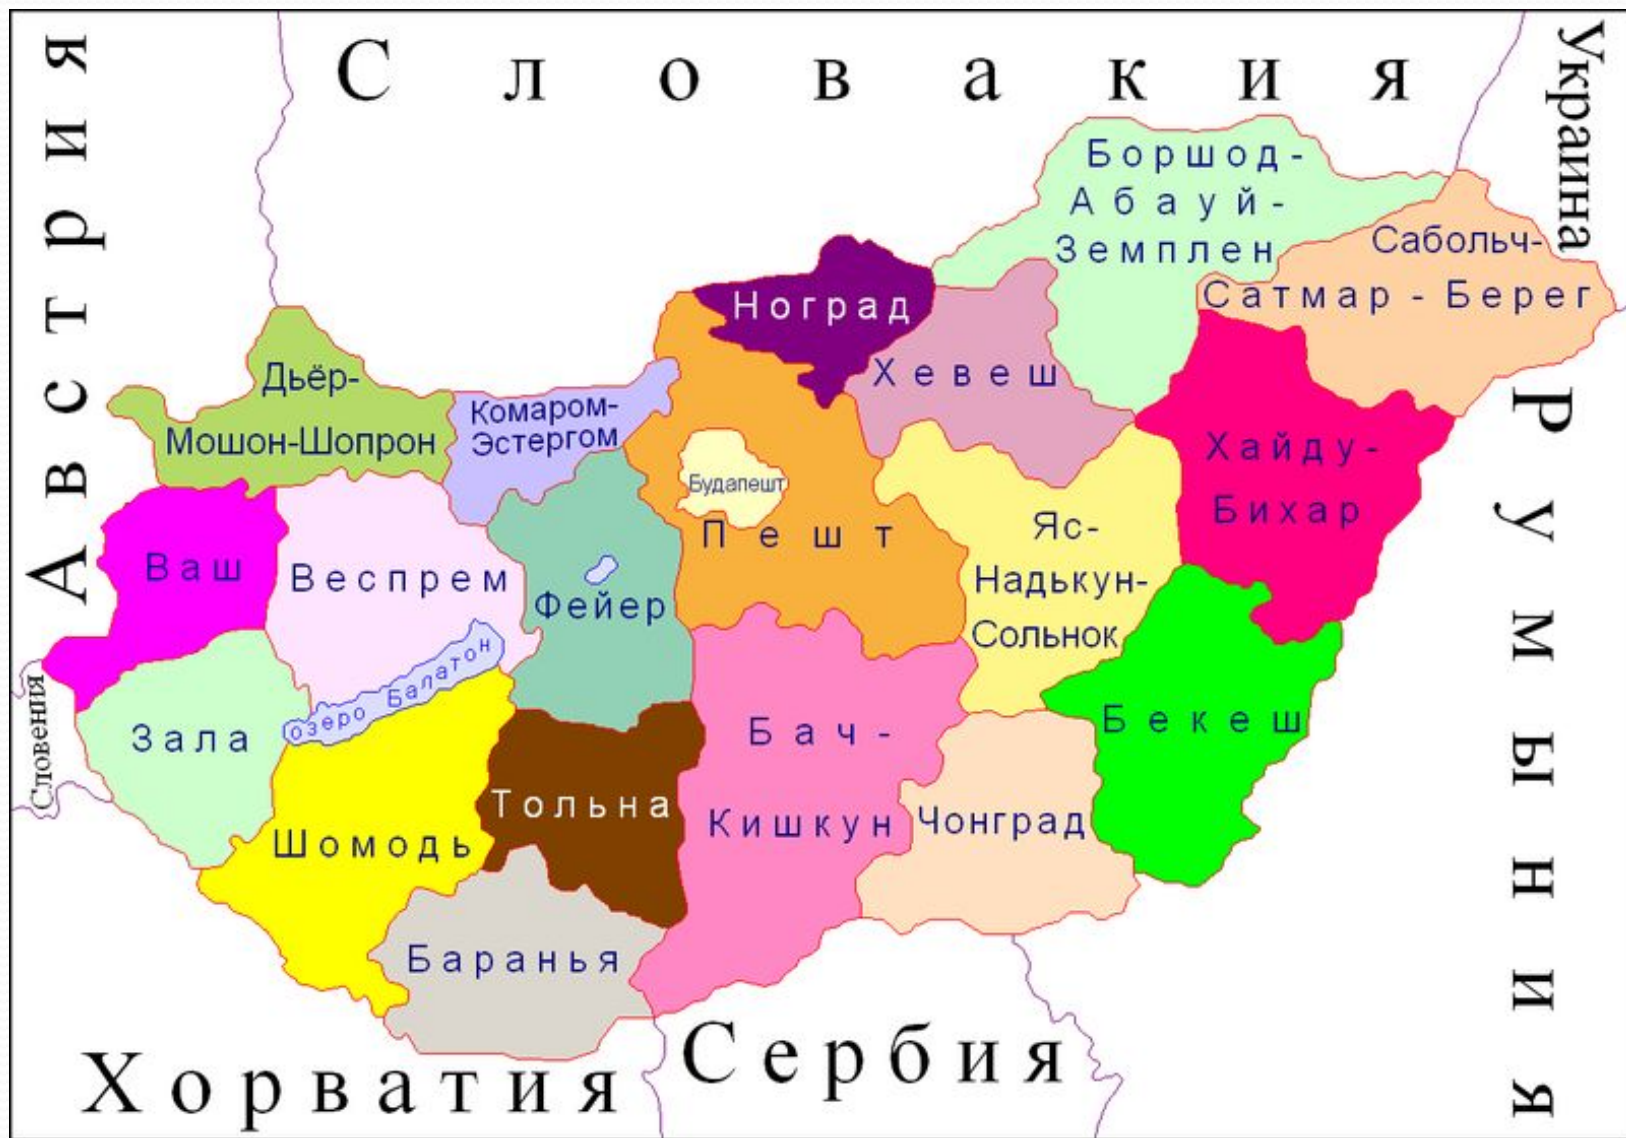 Австрия
Словакия
Украина
Боршод-
Абауй-
Земплен
Сабольч-
Сатмар - Берег
Ноград
Хевеш
Дьёр-
Мошон-Шопрон
Комаром-
Эстергом
Хайду-
Бихар
Будапешт
Пешт
Яс-
Надькун-
Сольнок
Ваш
Веспрем
Фейер
Румыния
озеро Балатон
Словения
Зала
Бач-
Кишкун
Бекеш
Тольна
Чонград
Шомодь
Баранья
Хорватия
Сербия